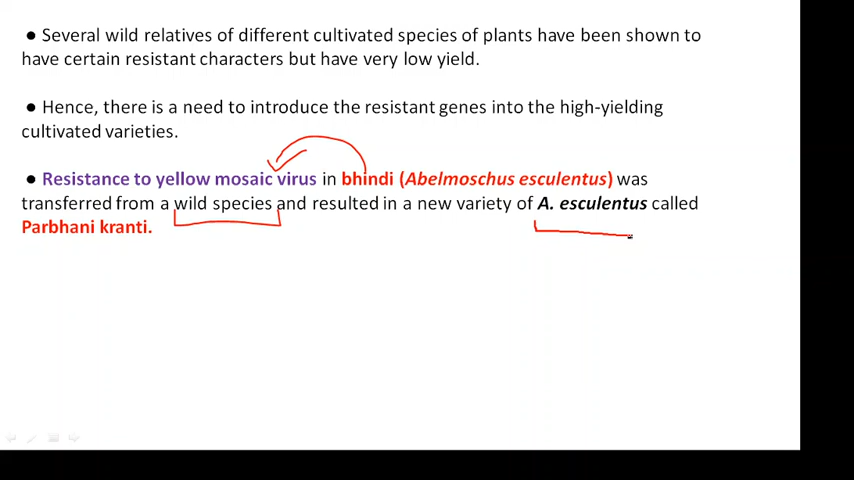 ● Several wild relatives of different cultivated species of plants have been shown to
have certain resistant characters but have very low yield.
● Hence, there is a need to introduce the resistant genes into the high-yielding
cultivated varieties.
● Resistance to yellow mosaic virus in bhindi (Abelmoschus esculentus) was
transferred from a wild species and resulted in a new variety of A. esculentus called
Parbhani kranti.